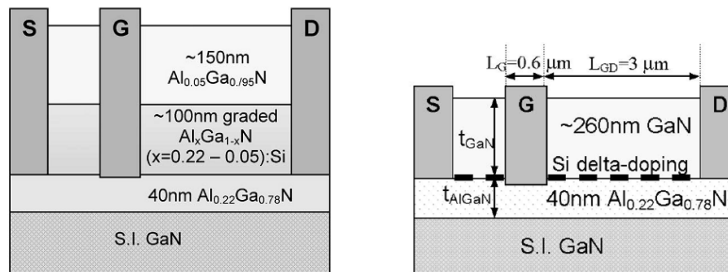 S G D
~150nm
Al0.05Ga0./95N
~100nm graded
AlxGa1-xN
(x=0.22 – 0.05):Si
40nm Al0.22Ga0.78N
S.I. GaN
LG=0.6 μm LGD=3 μm
S G D
tGaN
~260nm GaN
Si delta-doping
tAlGaN
40nm Al0.22Ga0.78N
S.I. GaN